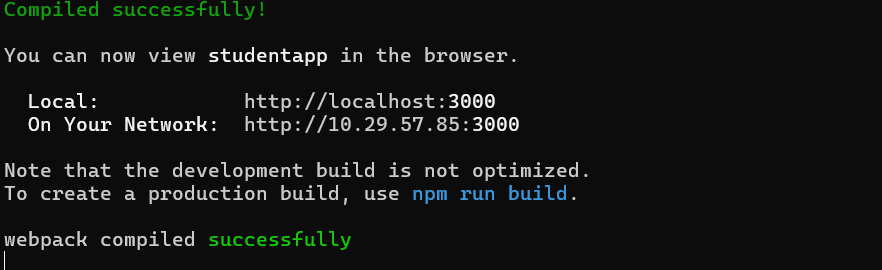 Compiled successfully!
You can now view studentapp in the browser.
Local: http://localhost:3000
On Your Network: http://10.29.57.85:3000
Note that the development build is not optimized.
To create a production build, use npm run build.
webpack compiled successfully